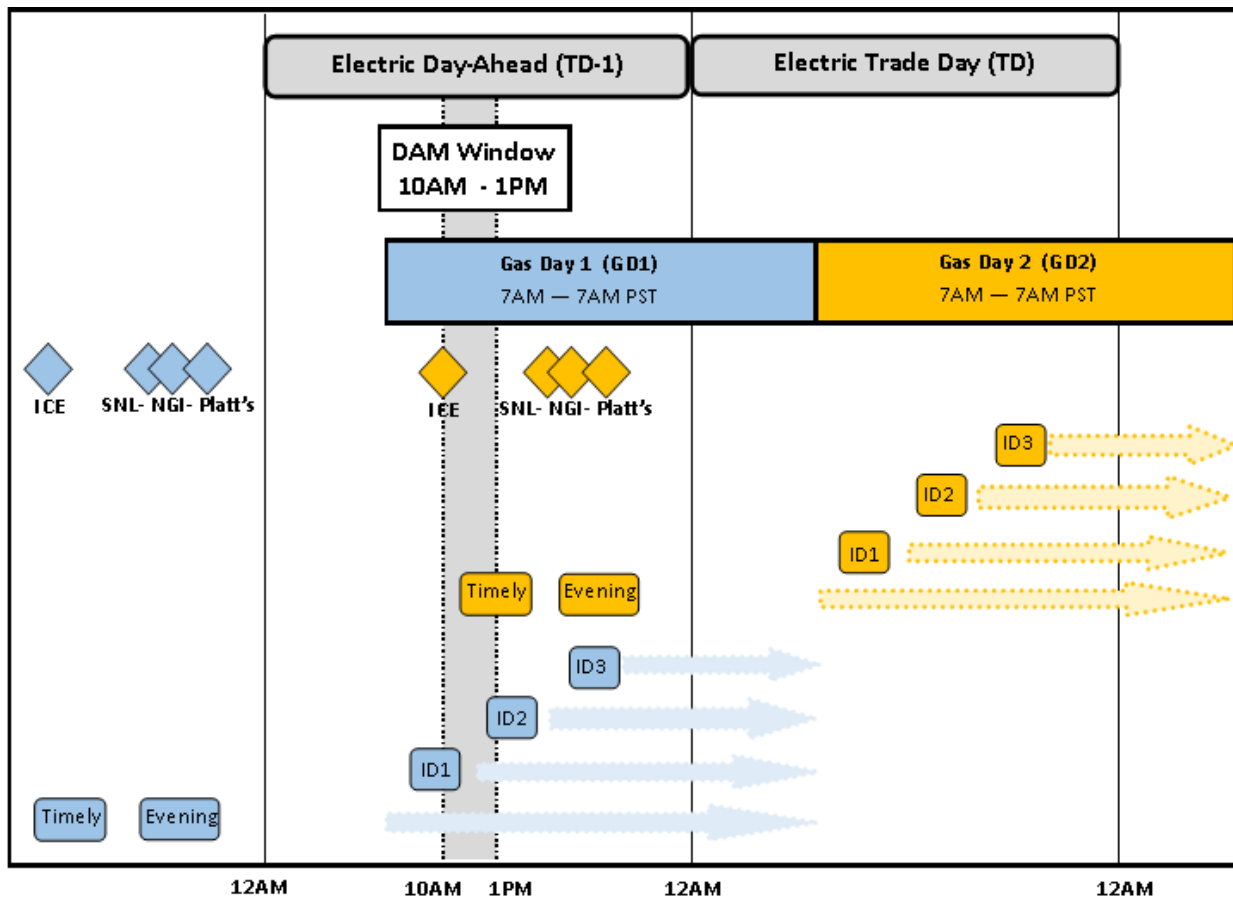 Electric Day-Ahead (TD-1)
Electric Trade Day (TD)
DAM Window
10AM - 1PM
Gas Day 1 (GD1)
7AM — 7AM PST
Gas Day 2 (GD2)
7AM — 7AM PST
ICE
SNL- NGI- Platt's
ICE
SNL- NGI- Platt's
ID3
ID2
ID1
Timely
Evening
ID3
ID2
ID1
Timely
Evening
12AM
10AM
1PM
12AM
12AM